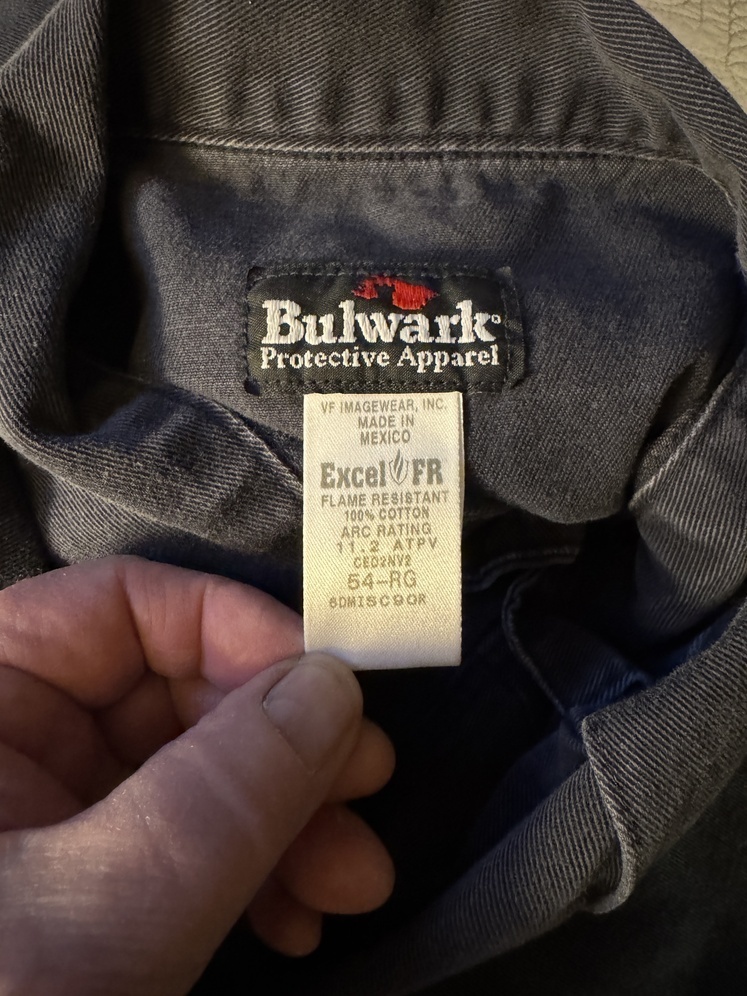 Bulwark®
Protective Apparel
VF IMAGEWEAR, INC.
MADE IN
MEXICO
Excel FR
FLAME RESISTANT
100% COTTON
ARC RATING
11.2 ATPV
CED2NV2
54-RG
6DMISC90R